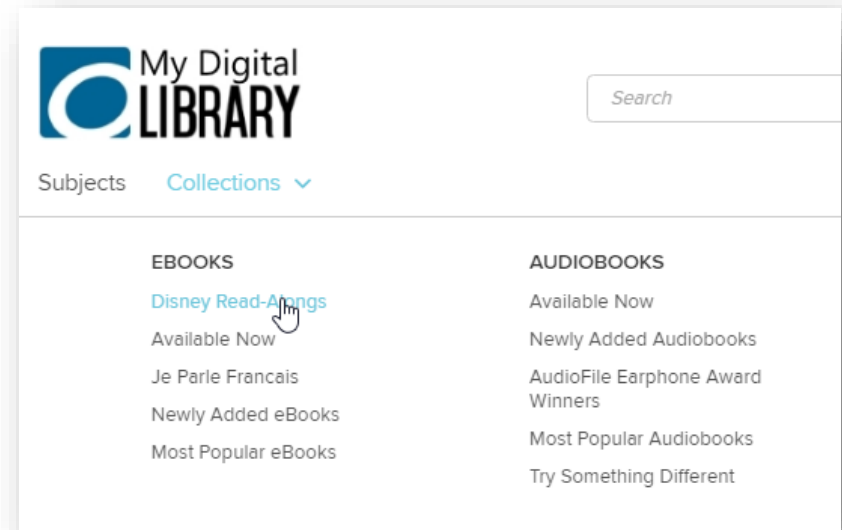 My Digital
LIBRARY
Search
Subjects Collections
EBOOKS
Disney Read-Alongs
Available Now
Je Parle Francais
Newly Added eBooks
Most Popular eBooks
AUDIOBOOKS
Available Now
Newly Added Audiobooks
AudioFile Earphone Award
Winners
Most Popular Audiobooks
Try Something Different